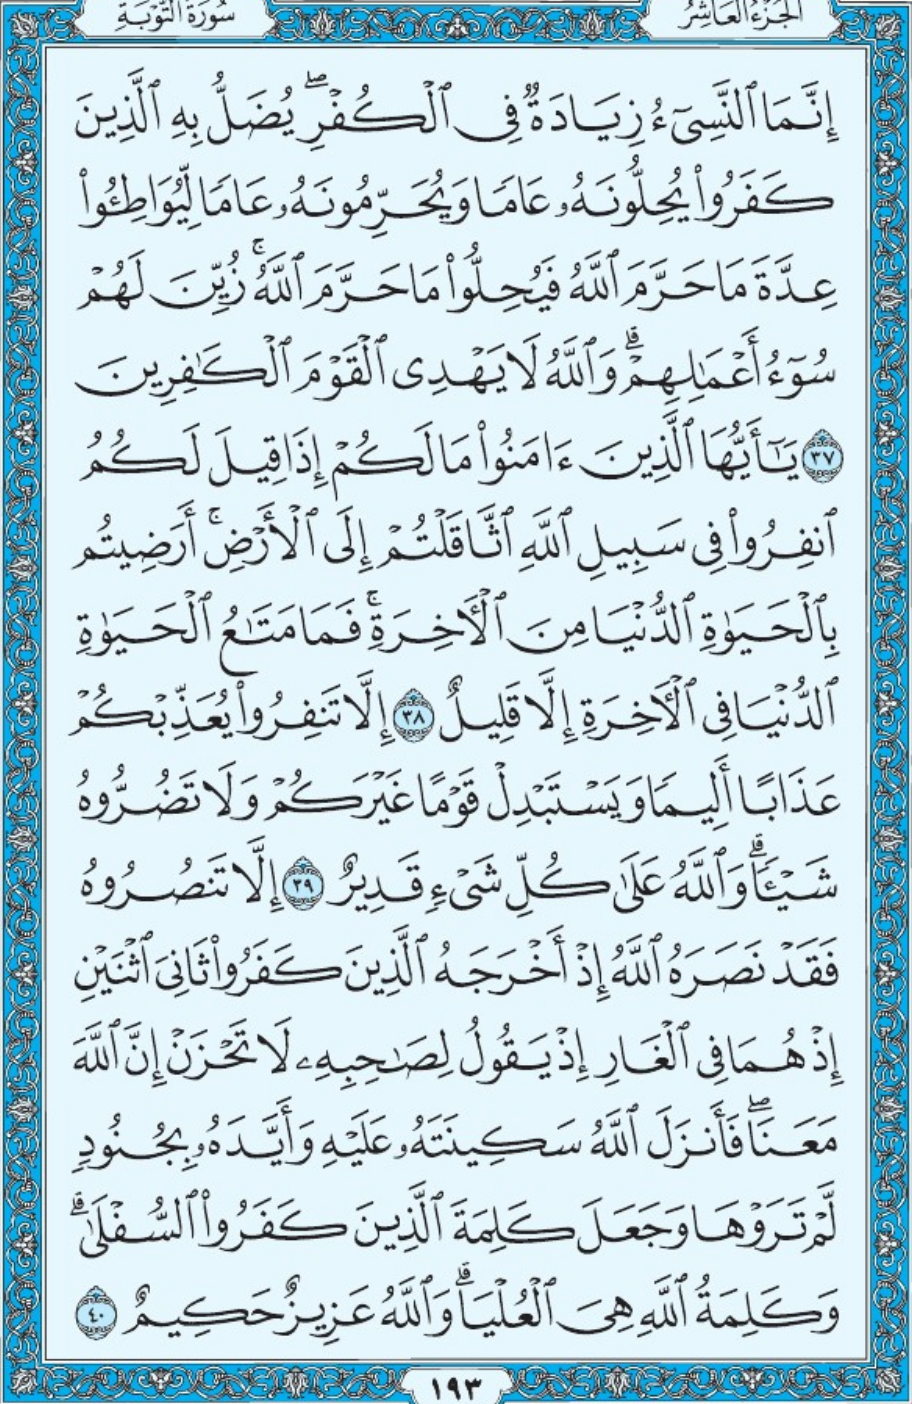 الجزء العاشر
سورة التوبة
إِنَّمَا ٱلنَّسِىٓءُ زِيَادَةٌ فِى ٱلْكُفْرِ ۖ يُضَلُّ بِهِ ٱلَّذِينَ
كَفَرُوا۟ يُحِلُّونَهُۥ عَامًا وَيُحَرِّمُونَهُۥ عَامًا لِّيُوَاطِـُٔوا۟
عِدَّةَ مَا حَرَّمَ ٱللَّهُ فَيُحِلُّوا۟ مَا حَرَّمَ ٱللَّهُ ۚ زُيِّنَ لَهُمْ
سُوٓءُ أَعْمَـٰلِهِمْ ۗ وَٱللَّهُ لَا يَهْدِى ٱلْقَوْمَ ٱلْكَـٰفِرِينَ
٣٧ يَـٰٓأَيُّهَا ٱلَّذِينَ ءَامَنُوا۟ مَا لَكُمْ إِذَا قِيلَ لَكُمُ
ٱنفِرُوا۟ فِى سَبِيلِ ٱللَّهِ ٱثَّاقَلْتُمْ إِلَى ٱلْأَرْضِ ۚ أَرَضِيتُم
بِٱلْحَيَوٰةِ ٱلدُّنْيَا مِنَ ٱلْـَٔاخِرَةِ ۚ فَمَا مَتَـٰعُ ٱلْحَيَوٰةِ
ٱلدُّنْيَا فِى ٱلْـَٔاخِرَةِ إِلَّا قَلِيلٌ ٣٨ إِلَّا تَنفِرُوا۟ يُعَذِّبْكُمْ
عَذَابًا أَلِيمًا وَيَسْتَبْدِلْ قَوْمًا غَيْرَكُمْ وَلَا تَضُرُّوهُ
شَيْـًٔا ۗ وَٱللَّهُ عَلَىٰ كُلِّ شَىْءٍ قَدِيرٌ ٣٩ إِلَّا تَنصُرُوهُ
فَقَدْ نَصَرَهُ ٱللَّهُ إِذْ أَخْرَجَهُ ٱلَّذِينَ كَفَرُوا۟ ثَانِىَ ٱثْنَيْنِ
إِذْ هُمَا فِى ٱلْغَارِ إِذْ يَقُولُ لِصَـٰحِبِهِۦ لَا تَحْزَنْ إِنَّ ٱللَّهَ
مَعَنَا ۖ فَأَنزَلَ ٱللَّهُ سَكِينَتَهُۥ عَلَيْهِ وَأَيَّدَهُۥ بِجُنُودٍ
لَّمْ تَرَوْهَا وَجَعَلَ كَلِمَةَ ٱلَّذِينَ كَفَرُوا۟ ٱلسُّفْلَىٰ ۗ
وَكَلِمَةُ ٱللَّهِ هِىَ ٱلْعُلْيَا ۗ وَٱللَّهُ عَزِيزٌ حَكِيمٌ ٤٠
١٩٣